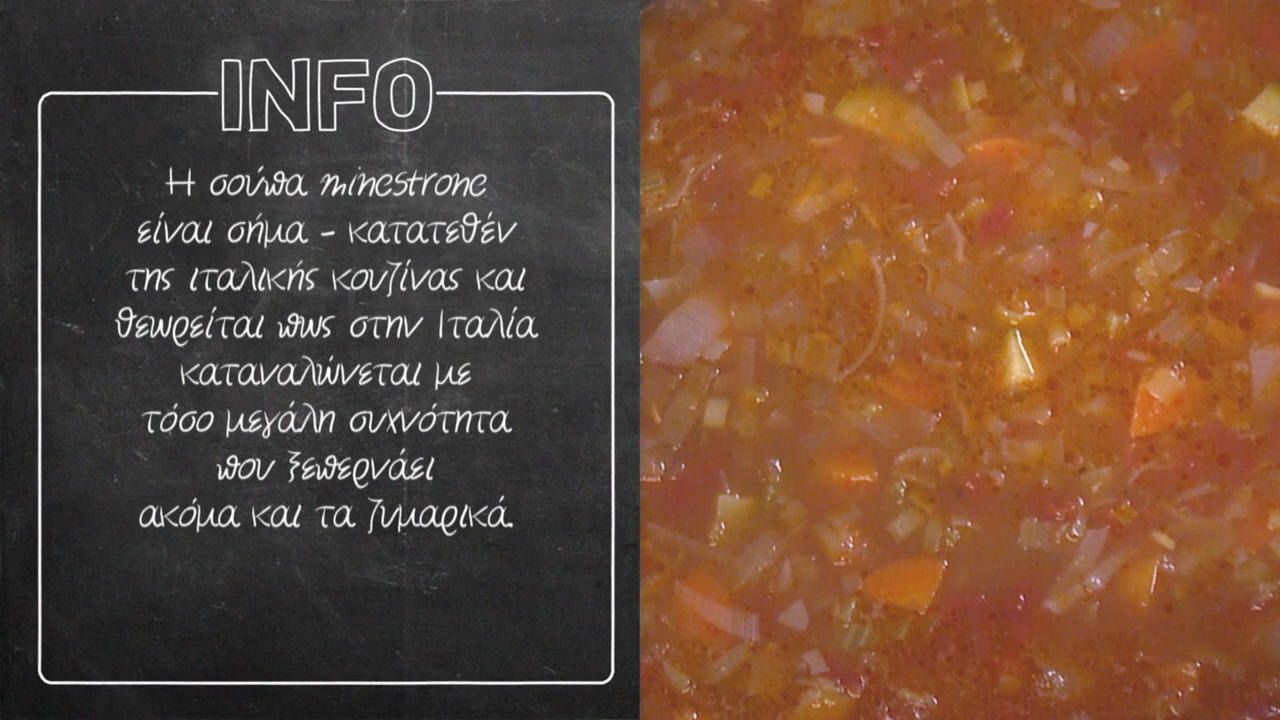 INFO
Η σούπα minestrone
είναι σήμα - κατατεθέν
της ιταλικής κουζίνας και
θεωρείται πως στην Ιταλία
καταναλώνεται με
τόσο μεγάλη συχνότητα
που ξεπερνάει
ακόμα και τα ζυμαρικά.